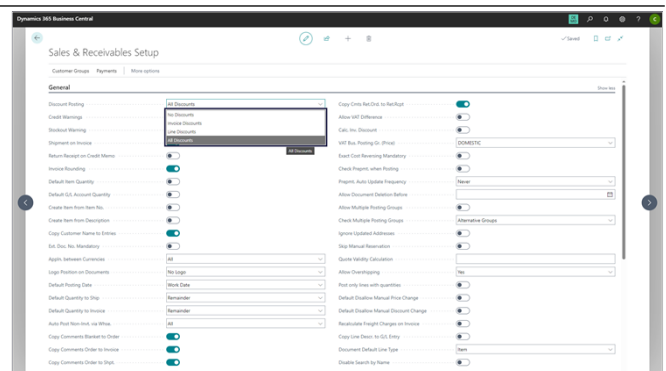 Dynamics 365 Business Central
?
Saved
Sales & Receivables Setup
Customer Groups Payments More options
General
Show less
Discount Posting All Discounts
No Discounts
Invoice Discounts
Line Discounts
All Discounts
All Discounts
Credit Warnings
Stockout Warning
Shipment on Invoice
Return Receipt on Credit Memo
Invoice Rounding
Default Item Quantity
Default G/L Account Quantity
Create Item from Item No.
Create Item from Description
Copy Customer Name to Entries
Ext. Doc. No. Mandatory
Appln. between Currencies All
Logo Position on Documents No Logo
Default Posting Date Work Date
Default Quantity to Ship Remainder
Default Quantity to Invoice Remainder
Auto Post Non-Invt. via Whse. All
Copy Comments Blanket to Order
Copy Comments Order to Invoice
Copy Comments Order to Shpt.
Copy Cmts Ret.Ord. to Ret.Rcpt
Allow VAT Difference
Calc. Inv. Discount
VAT Bus. Posting Gr. (Price) DOMESTIC
Exact Cost Reversing Mandatory
Check Prepmt. when Posting
Prepmt. Auto Update Frequency Never
Allow Document Deletion Before
Allow Multiple Posting Groups
Check Multiple Posting Groups Alternative Groups
Ignore Updated Addresses
Skip Manual Reservation
Quote Validity Calculation
Allow Overshipping Yes
Post only lines with quantities
Default Disallow Manual Price Change
Default Disallow Manual Discount Change
Recalculate Freight Changes on Invoice
Copy Line Descr. to G/L Entry
Document Default Line Type Item
Disable Search by Name